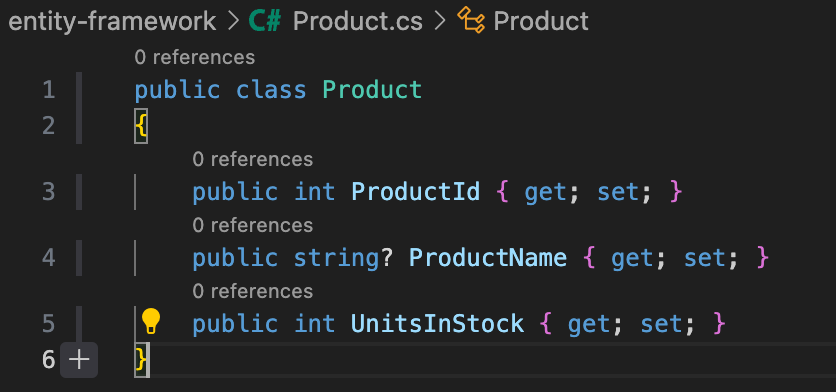 entity-framework > C# Product.cs > Product
0 references
1 public class Product
2 {
0 references
3 public int ProductId { get; set; }
0 references
4 public string? ProductName { get; set; }
0 references
5 public int UnitsInStock { get; set; }
6 + }